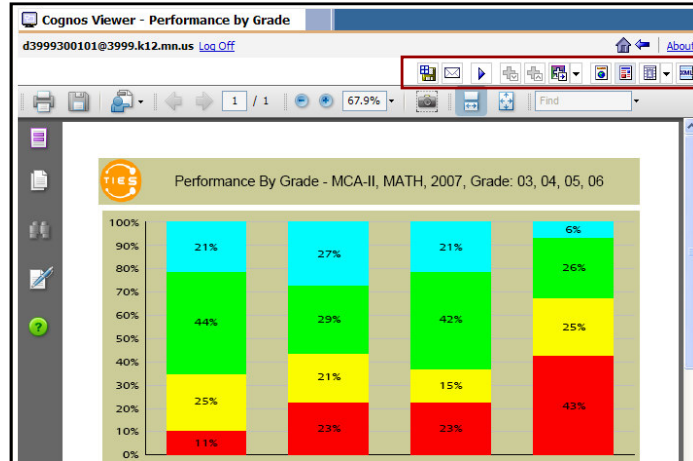 Cognos Viewer - Performance by Grade
d3999300101@3999.k12.mn.us Log Off About
1 / 1 67.9% Find
TIES
Performance By Grade - MCA-II, MATH, 2007, Grade: 03, 04, 05, 06
100%
90%
80%
70%
60%
50%
40%
30%
20%
10%
0%
21% 27% 21% 6%
44% 29% 42% 26%
25% 21% 15% 25%
11% 23% 23% 43%